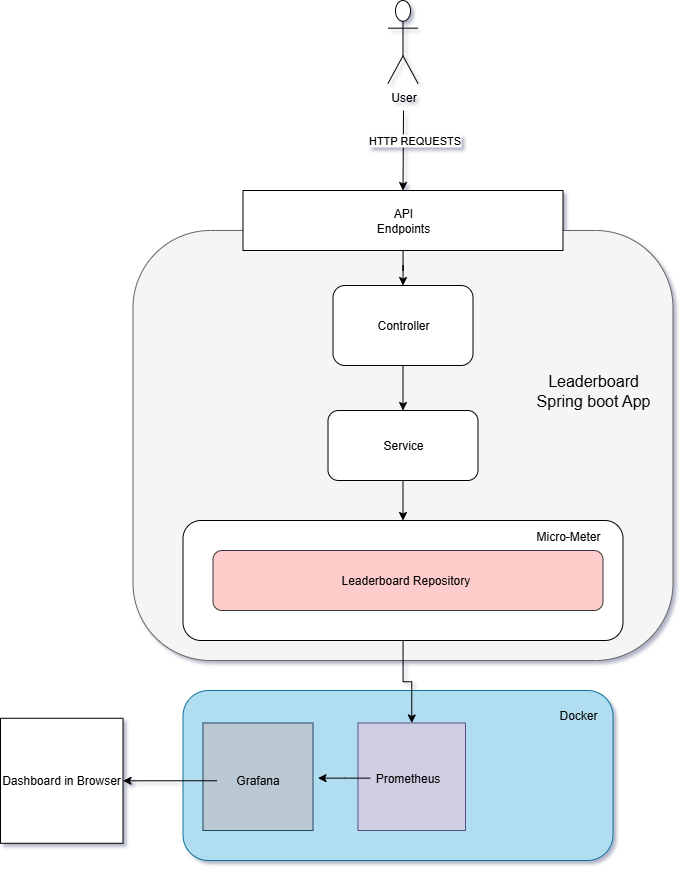 User
HTTP REQUESTS
API
Endpoints
Controller
Leaderboard
Spring boot App
Service
Micro-Meter
Leaderboard Repository
Docker
Dashboard in Browser
Grafana
Prometheus